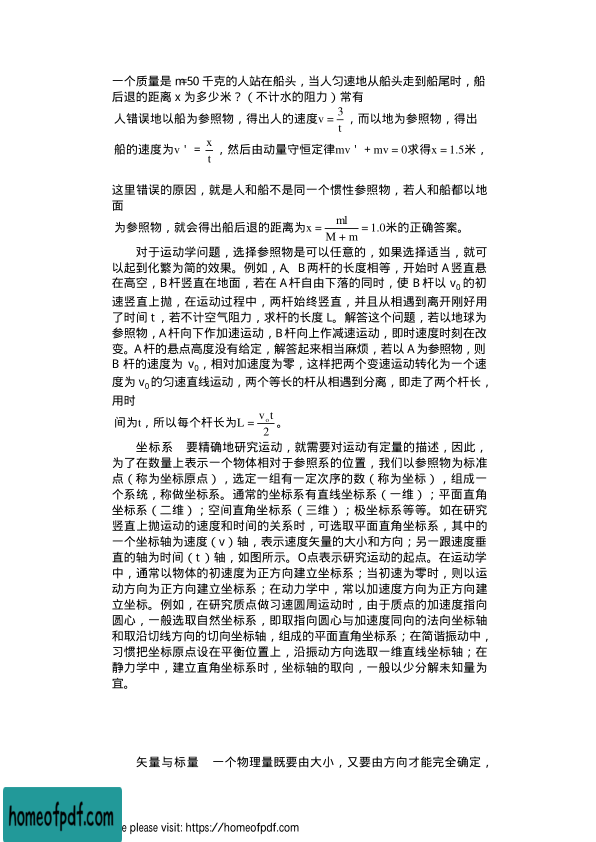 一个质量是 m=50 千克的人站在船头，当人匀速地从船头走到船尾时，船
后退的距离 x 为多少米？（不计水的阻力）常有
人错误地以船为参照物，得出人的速度v = 3/t，而以地为参照物，得出
船的速度为v＇ = x/t，然后由动量守恒定律mv＇+ mv = 0求得x = 1.5米，
这里错误的原因，就是人和船不是同一个惯性参照物，若人和船都以地
面
为参照物，就会得出船后退的距离为x = ml/(M + m) = 1.0米的正确答案。
对于运动学问题，选择参照物是可以任意的，如果选择适当，就可
以起到化繁为简的效果。例如，A、B 两杆的长度相等，开始时 A 竖直悬
在高空，B 杆竖直在地面，若在 A 杆自由下落的同时，使 B 杆以 v₀ 的初
速竖直上抛，在运动过程中，两杆始终竖直，并且从相遇到离开刚好用
了时间 t，若不计空气阻力，求杆的长度 L。解答这个问题，若以地球为
参照物，A 杆向下作加速运动，B 杆向上作减速运动，即时速度时刻在改
变。A 杆的悬点高度没有给定，解答起来相当麻烦，若以 A 为参照物，则
B 杆的速度为 v₀，相对加速度为零，这样把两个变速运动转化为一个速
度为 v₀ 的匀速直线运动，两个等长的杆从相遇到分离，即走了两个杆长，
用时
间为t，所以每个杆长为L = v₀t/2。
坐标系 要精确地研究运动，就需要对运动有定量的描述，因此，
为了在数量上表示一个物体相对于参照系的位置，我们以参照物为标准
点（称为坐标原点），选定一组有一定次序的数（称为坐标），组成一
个系统，称做坐标系。通常的坐标系有直线坐标系（一维）；平面直角
坐标系（二维）；空间直角坐标系（三维）；极坐标系等等。如在研究
竖直上抛运动的速度和时间的关系时，可选取平面直角坐标系，其中的
一个坐标轴为速度（v）轴，表示速度矢量的大小和方向；另一跟速度垂
直的轴为时间（t）轴，如图所示。O 点表示研究运动的起点。在运动学
中，通常以物体的初速度为正方向建立坐标系；当初速为零时，则以运
动方向为正方向建立坐标系；在动力学中，常以加速度方向为正方向建
立坐标。例如，在研究质点做习速圆周运动时，由于质点的加速度指向
圆心，一般选取自然坐标系，即取指向圆心与加速度同向的法向坐标轴
和取沿切线方向的切向坐标轴，组成的平面直角坐标系；在简谐振动中，
习惯把坐标原点设在平衡位置上，沿振动方向选取一维直线坐标轴；在
静力学中，建立直角坐标系时，坐标轴的取向，一般以少分解未知量为
宜。
矢量与标量 一个物理量既要由大小，又要由方向才能完全确定，
homeofpdf.com
e please visit: https://homeofpdf.com